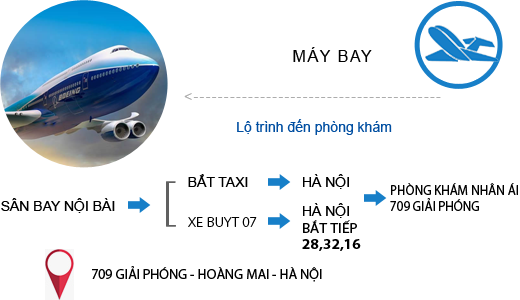 MÁY BAY
BOEING
Lộ trình đến phòng khám
SÂN BAY NỘI BÀI
BẮT TAXI
HÀ NỘI
XE BUÝT 07
HÀ NỘI
BẮT TIẾP
28,32,16
PHÒNG KHÁM NHÂN ÁI
709 GIẢI PHÓNG
709 GIẢI PHÓNG - HOÀNG MAI - HÀ NỘI